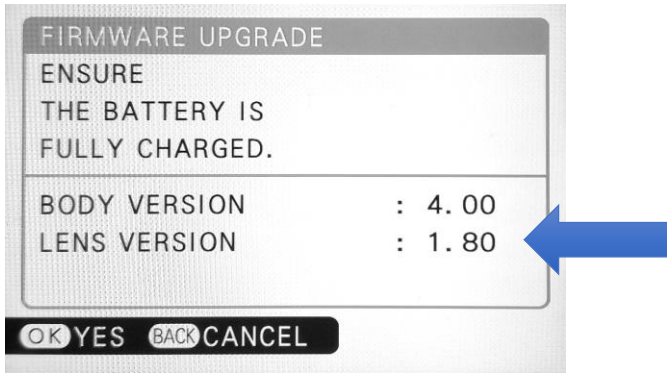 FIRMWARE UPGRADE
ENSURE
THE BATTERY IS
FULLY CHARGED.
BODY VERSION : 4.00
LENS VERSION : 1.80
OK YES BACK CANCEL